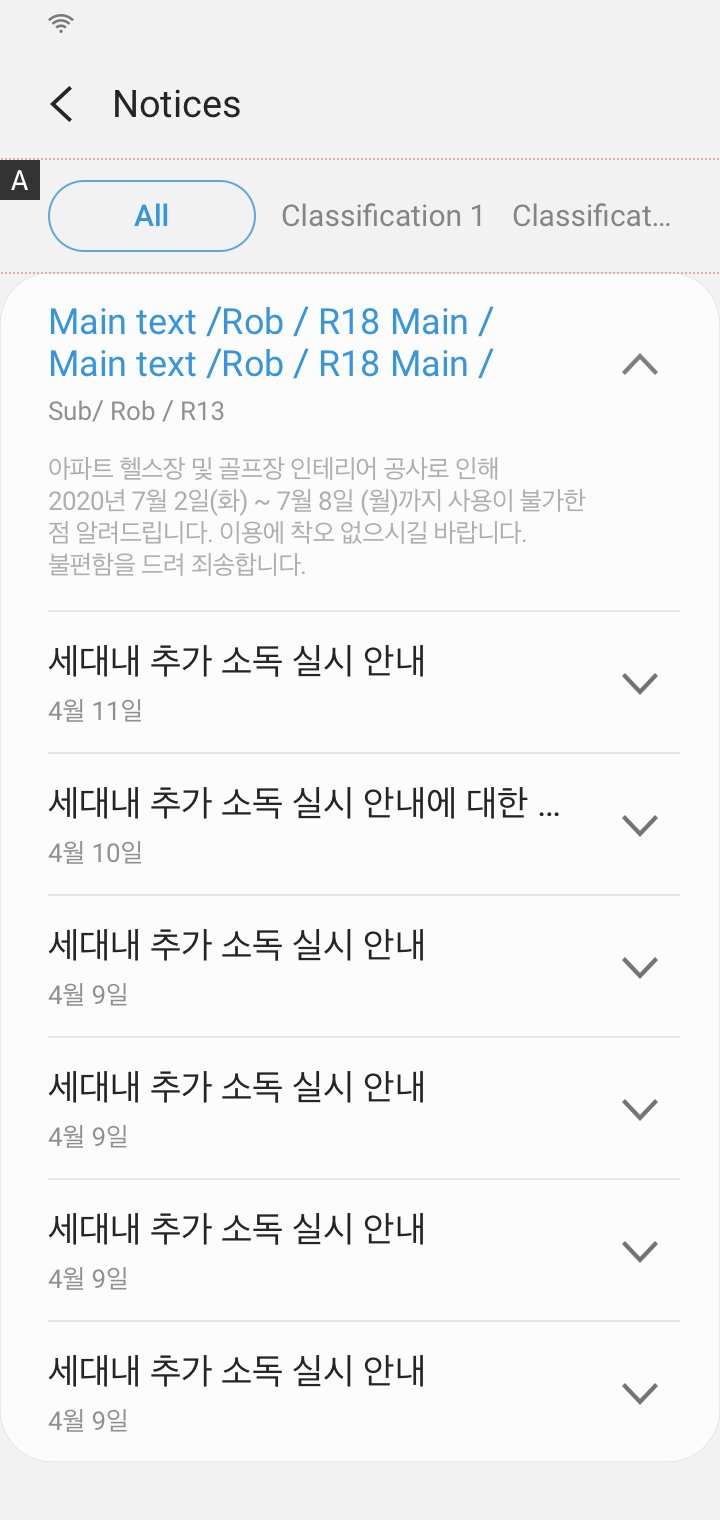 Notices
A
All
Classification 1
Classificat...
Main text /Rob / R18 Main /
Main text /Rob / R18 Main /
Sub/ Rob / R13
아파트 헬스장 및 골프장 인테리어 공사로 인해
2020년 7월 2일(화) ~ 7월 8일 (월)까지 사용이 불가한
점 알려드립니다. 이용에 착오 없으시길 바랍니다.
불편함을 드려 죄송합니다.
세대내 추가 소독 실시 안내
4월 11일
세대내 추가 소독 실시 안내에 대한 ...
4월 10일
세대내 추가 소독 실시 안내
4월 9일
세대내 추가 소독 실시 안내
4월 9일
세대내 추가 소독 실시 안내
4월 9일
세대내 추가 소독 실시 안내
4월 9일